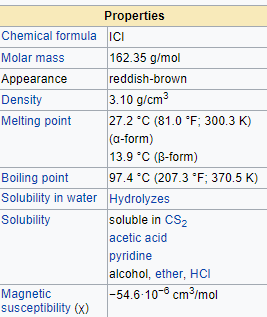 Properties
Chemical formula ICl
Molar mass 162.35 g/mol
Appearance reddish-brown
Density 3.10 g/cm³
Melting point 27.2 °C (81.0 °F; 300.3 K)
(α-form)
13.9 °C (β-form)
Boiling point 97.4 °C (207.3 °F; 370.5 K)
Solubility in water Hydrolyzes
Solubility soluble in CS₂
acetic acid
pyridine
alcohol, ether, HCl
Magnetic −54.6·10⁻⁶ cm³/mol
susceptibility (χ)